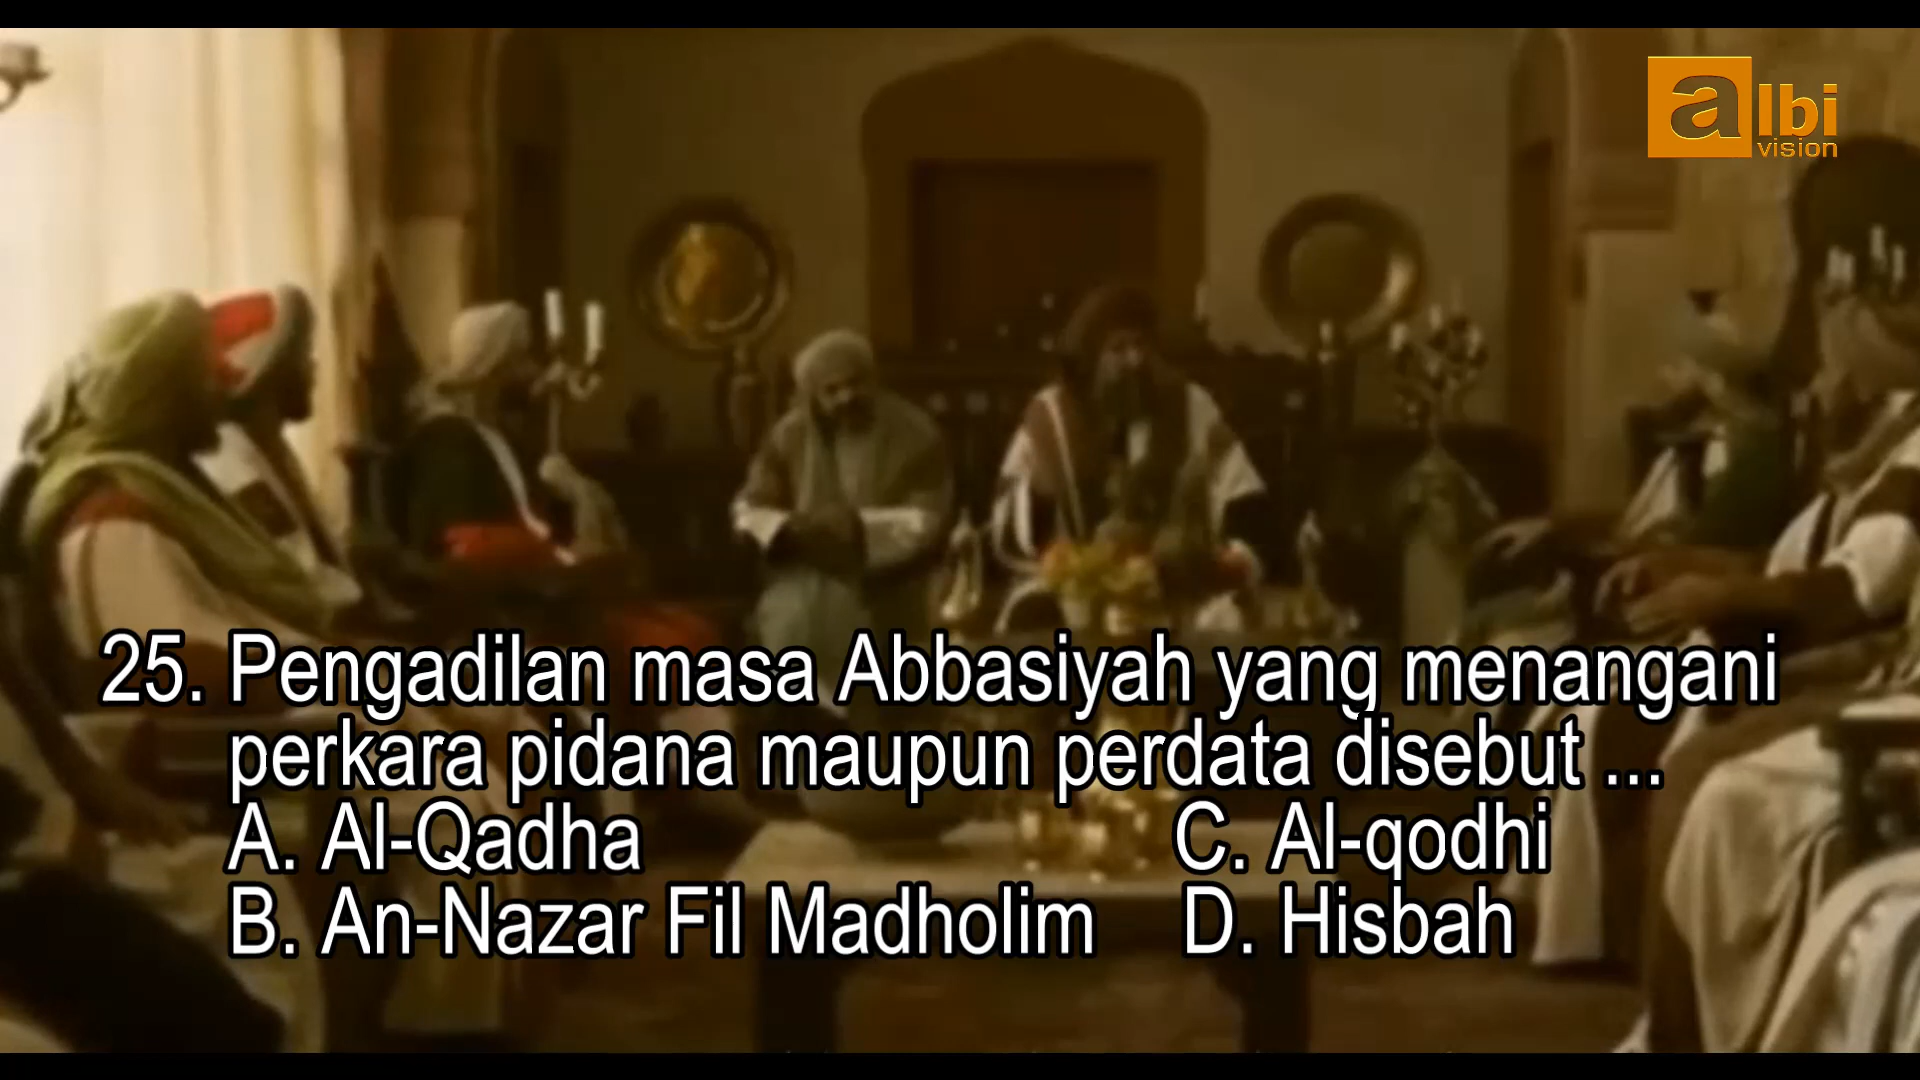 albi
vision
25. Pengadilan masa Abbasiyah yang menangani
perkara pidana maupun perdata disebut ...
A. Al-Qadha C. Al-qodhi
B. An-Nazar Fil Madholim D. Hisbah